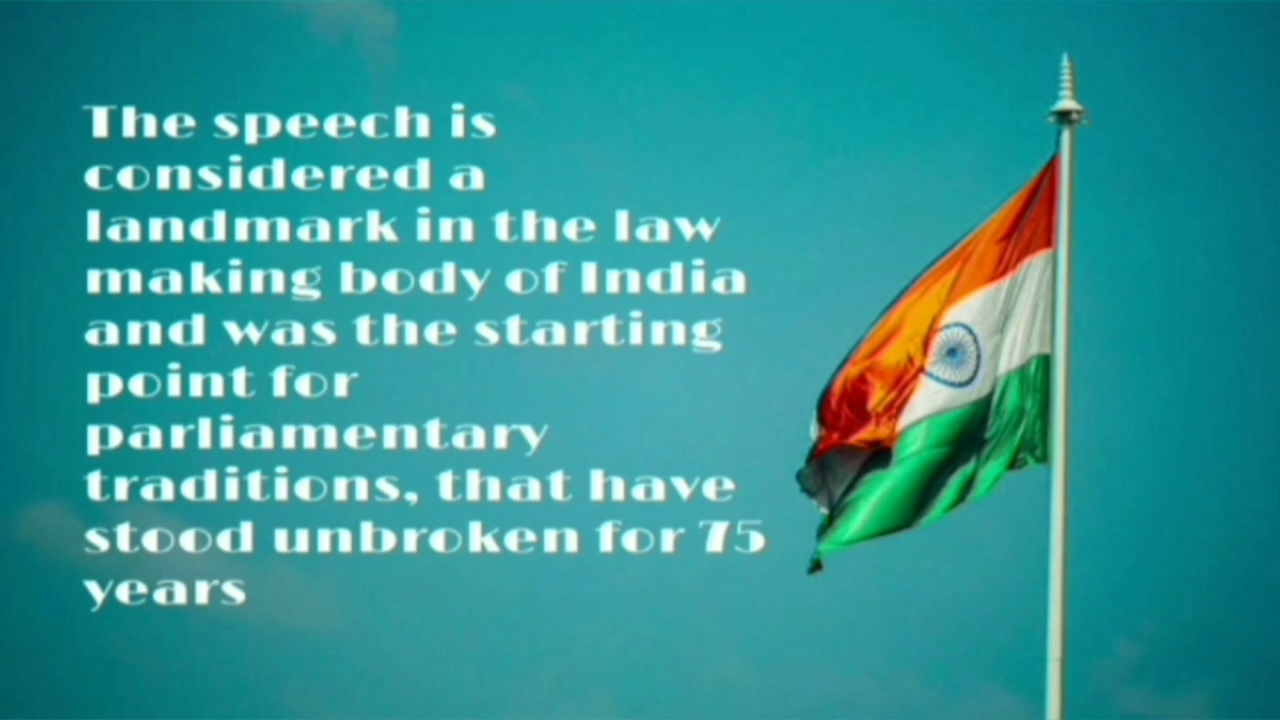 The speech is
considered a
landmark in the law
making body of India
and was the starting
point for
parliamentary
traditions, that have
stood unbroken for 75
years